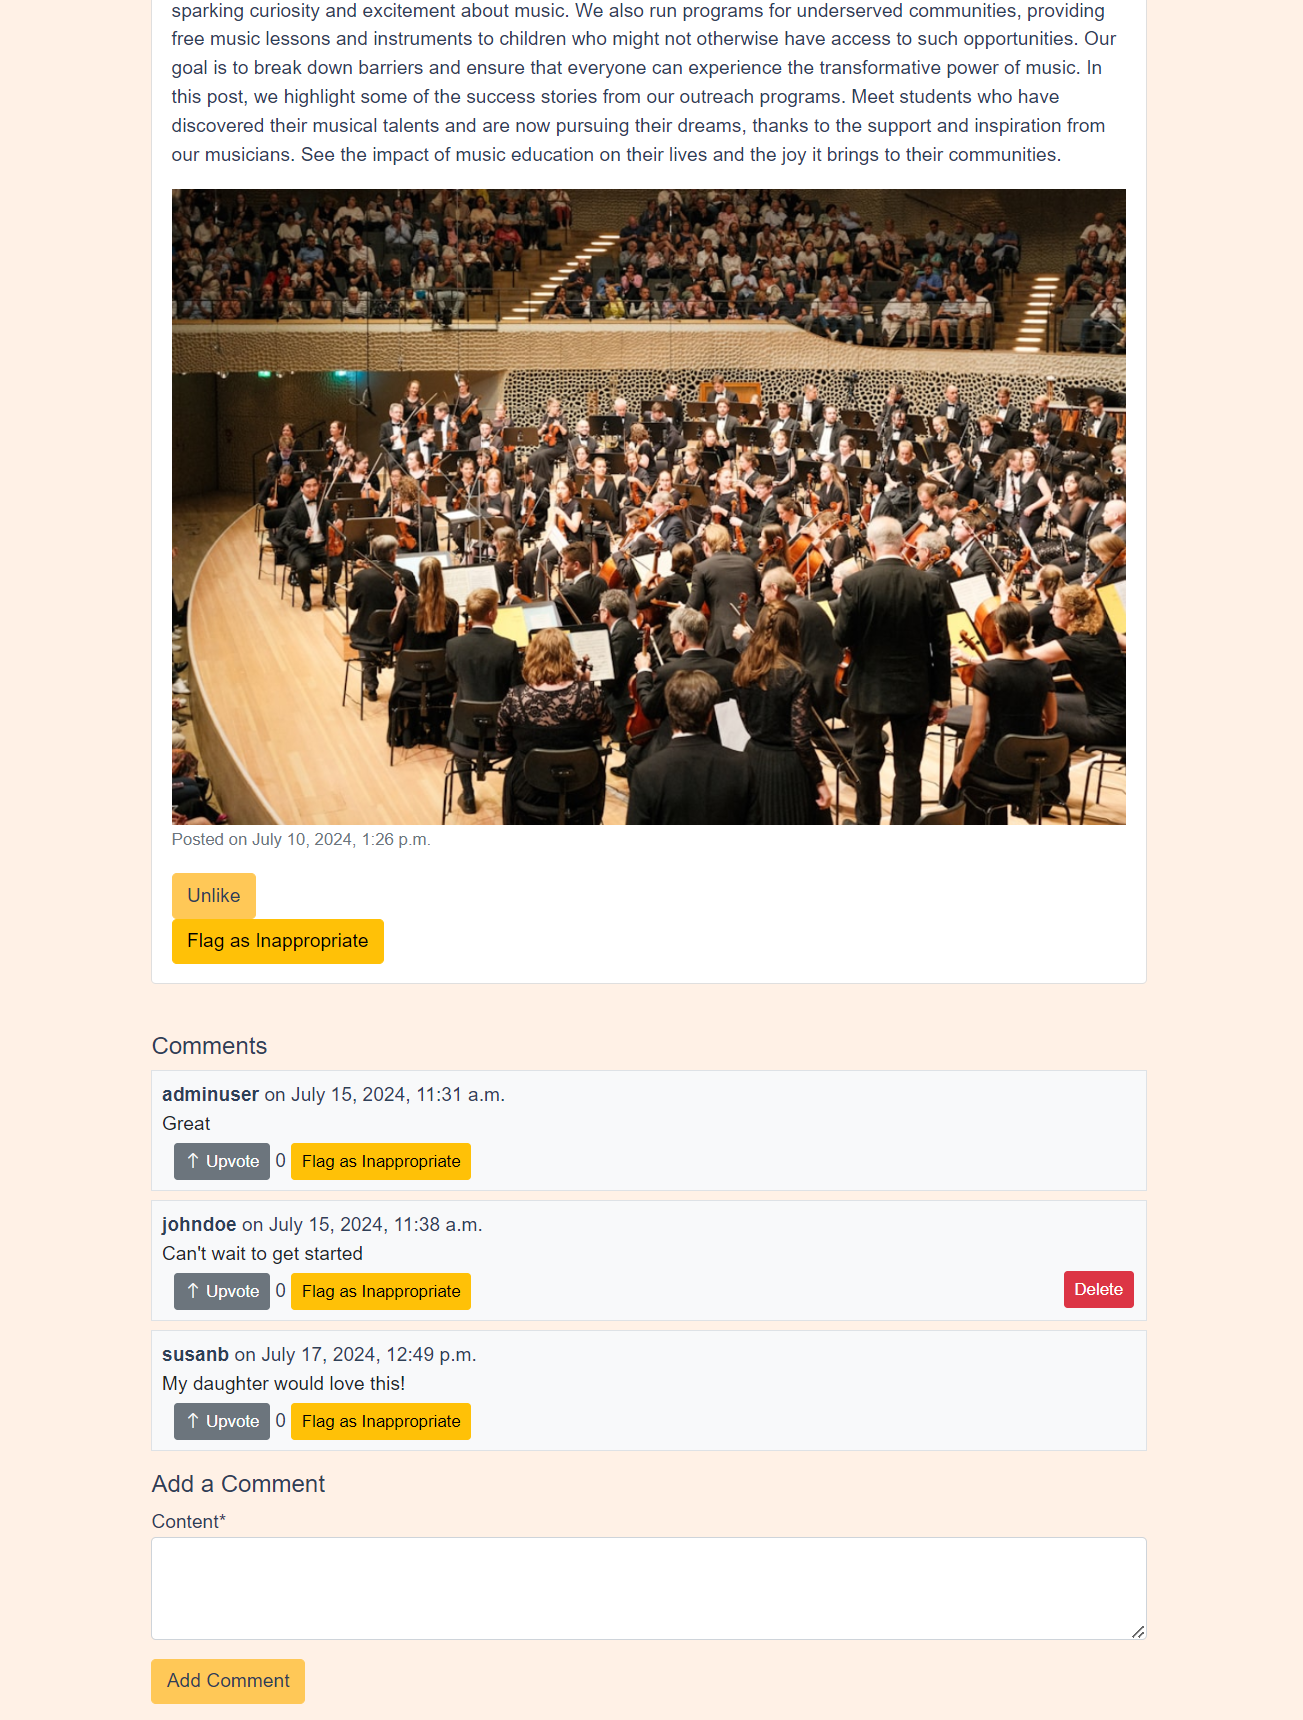 sparking curiosity and excitement about music. We also run programs for underserved communities, providing
free music lessons and instruments to children who might not otherwise have access to such opportunities. Our
goal is to break down barriers and ensure that everyone can experience the transformative power of music. In
this post, we highlight some of the success stories from our outreach programs. Meet students who have
discovered their musical talents and are now pursuing their dreams, thanks to the support and inspiration from
our musicians. See the impact of music education on their lives and the joy it brings to their communities.
Posted on July 10, 2024, 1:26 p.m.
Unlike
Flag as Inappropriate
Comments
adminuser on July 15, 2024, 11:31 a.m.
Great
↑ Upvote 0 Flag as Inappropriate
johndoe on July 15, 2024, 11:38 a.m.
Can't wait to get started
↑ Upvote 0 Flag as Inappropriate Delete
susanb on July 17, 2024, 12:49 p.m.
My daughter would love this!
↑ Upvote 0 Flag as Inappropriate
Add a Comment
Content*
Add Comment